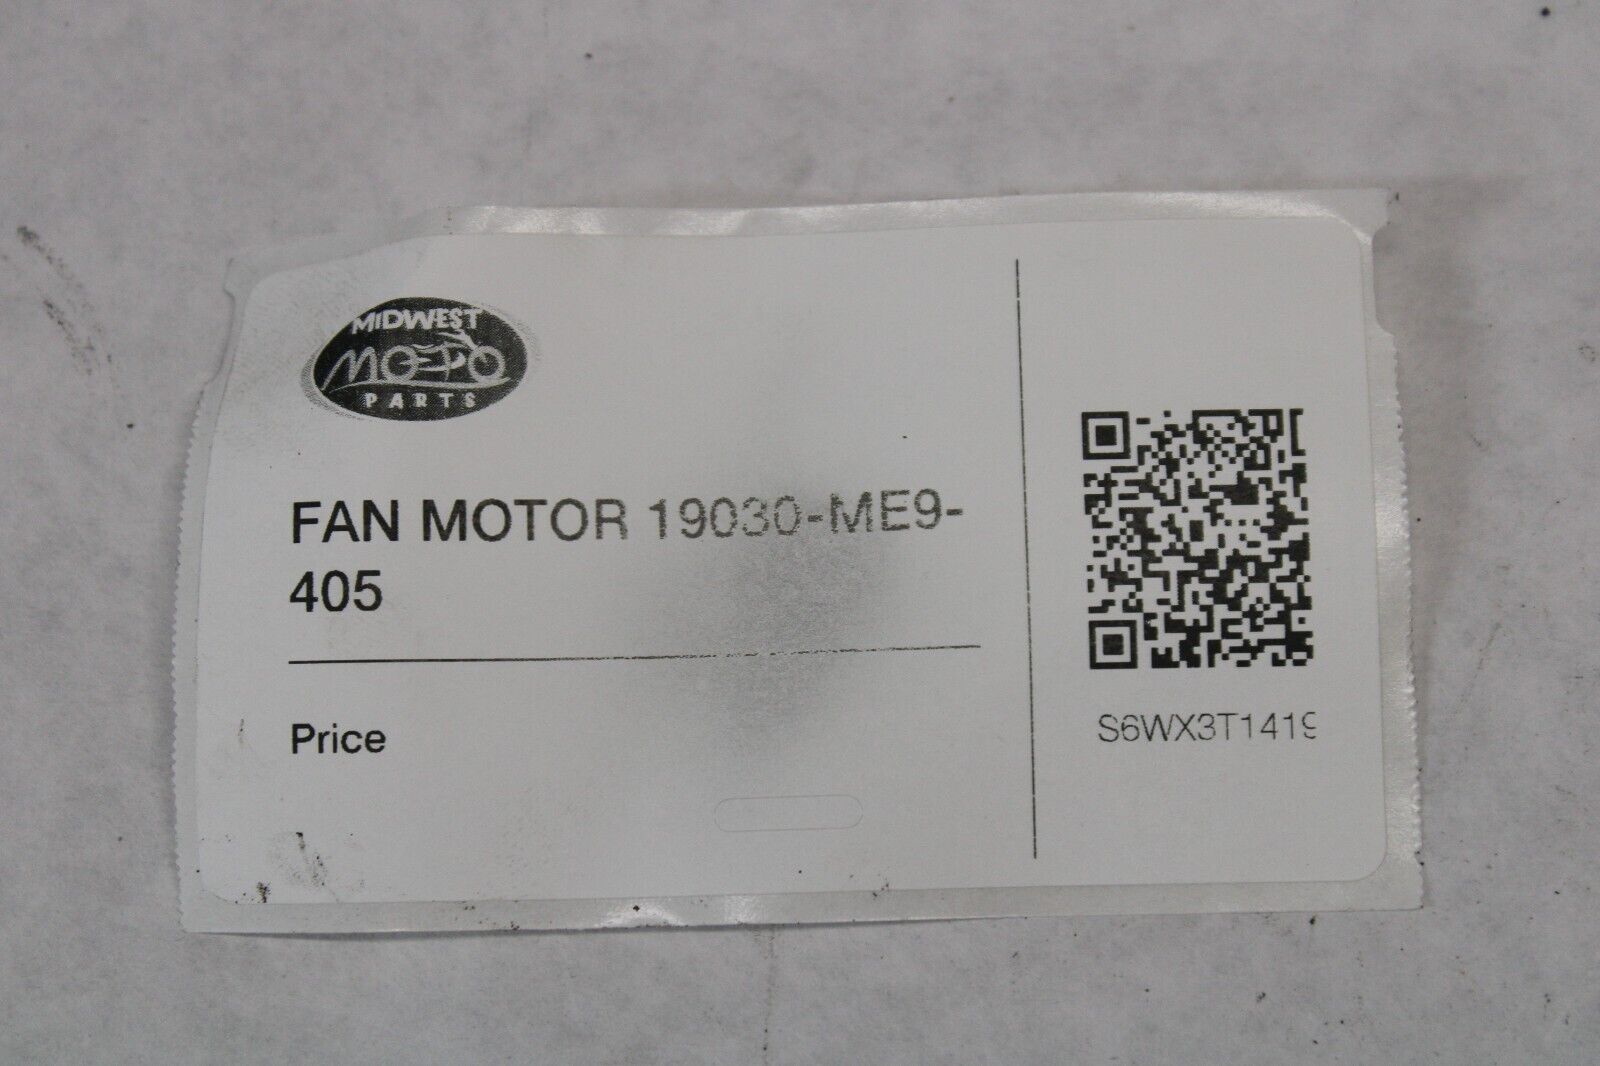 MIDWEST
MOTO
PARTS
FAN MOTOR 19030-ME9-
405
Price
S6WX3T1419